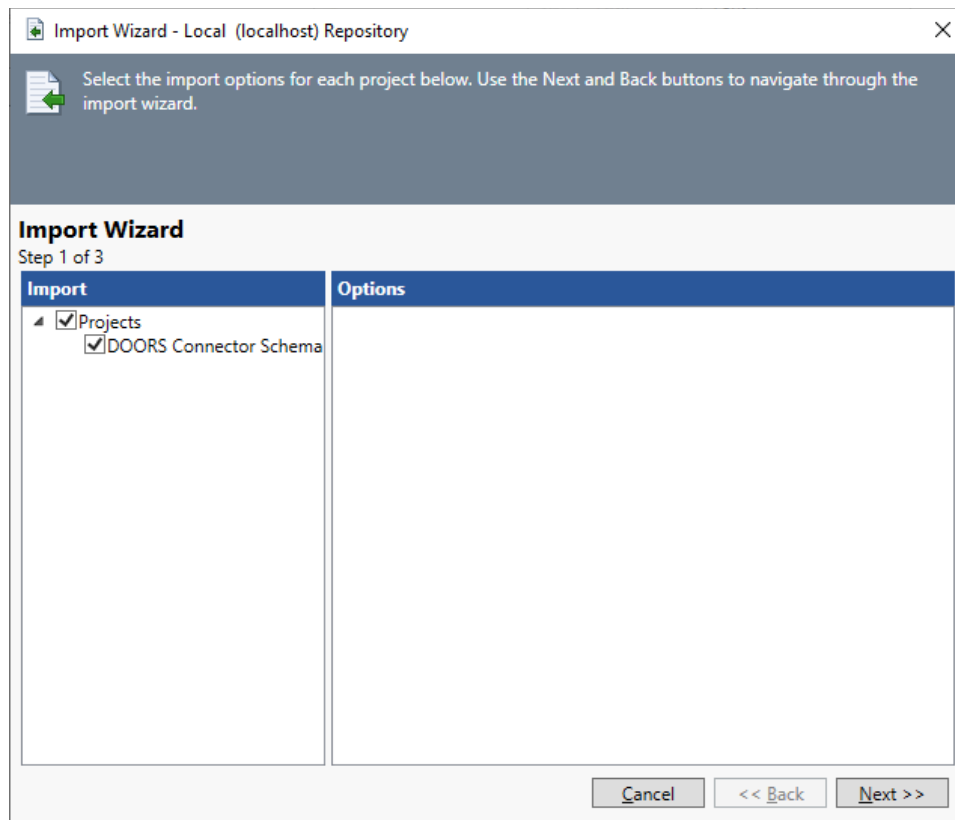 Import Wizard - Local  (localhost) Repository
Select the import options for each project below. Use the Next and Back buttons to navigate through the
import wizard.
Import Wizard
Step 1 of 3
Import
Options
Projects
DOORS Connector Schema
Cancel
<< Back
Next >>